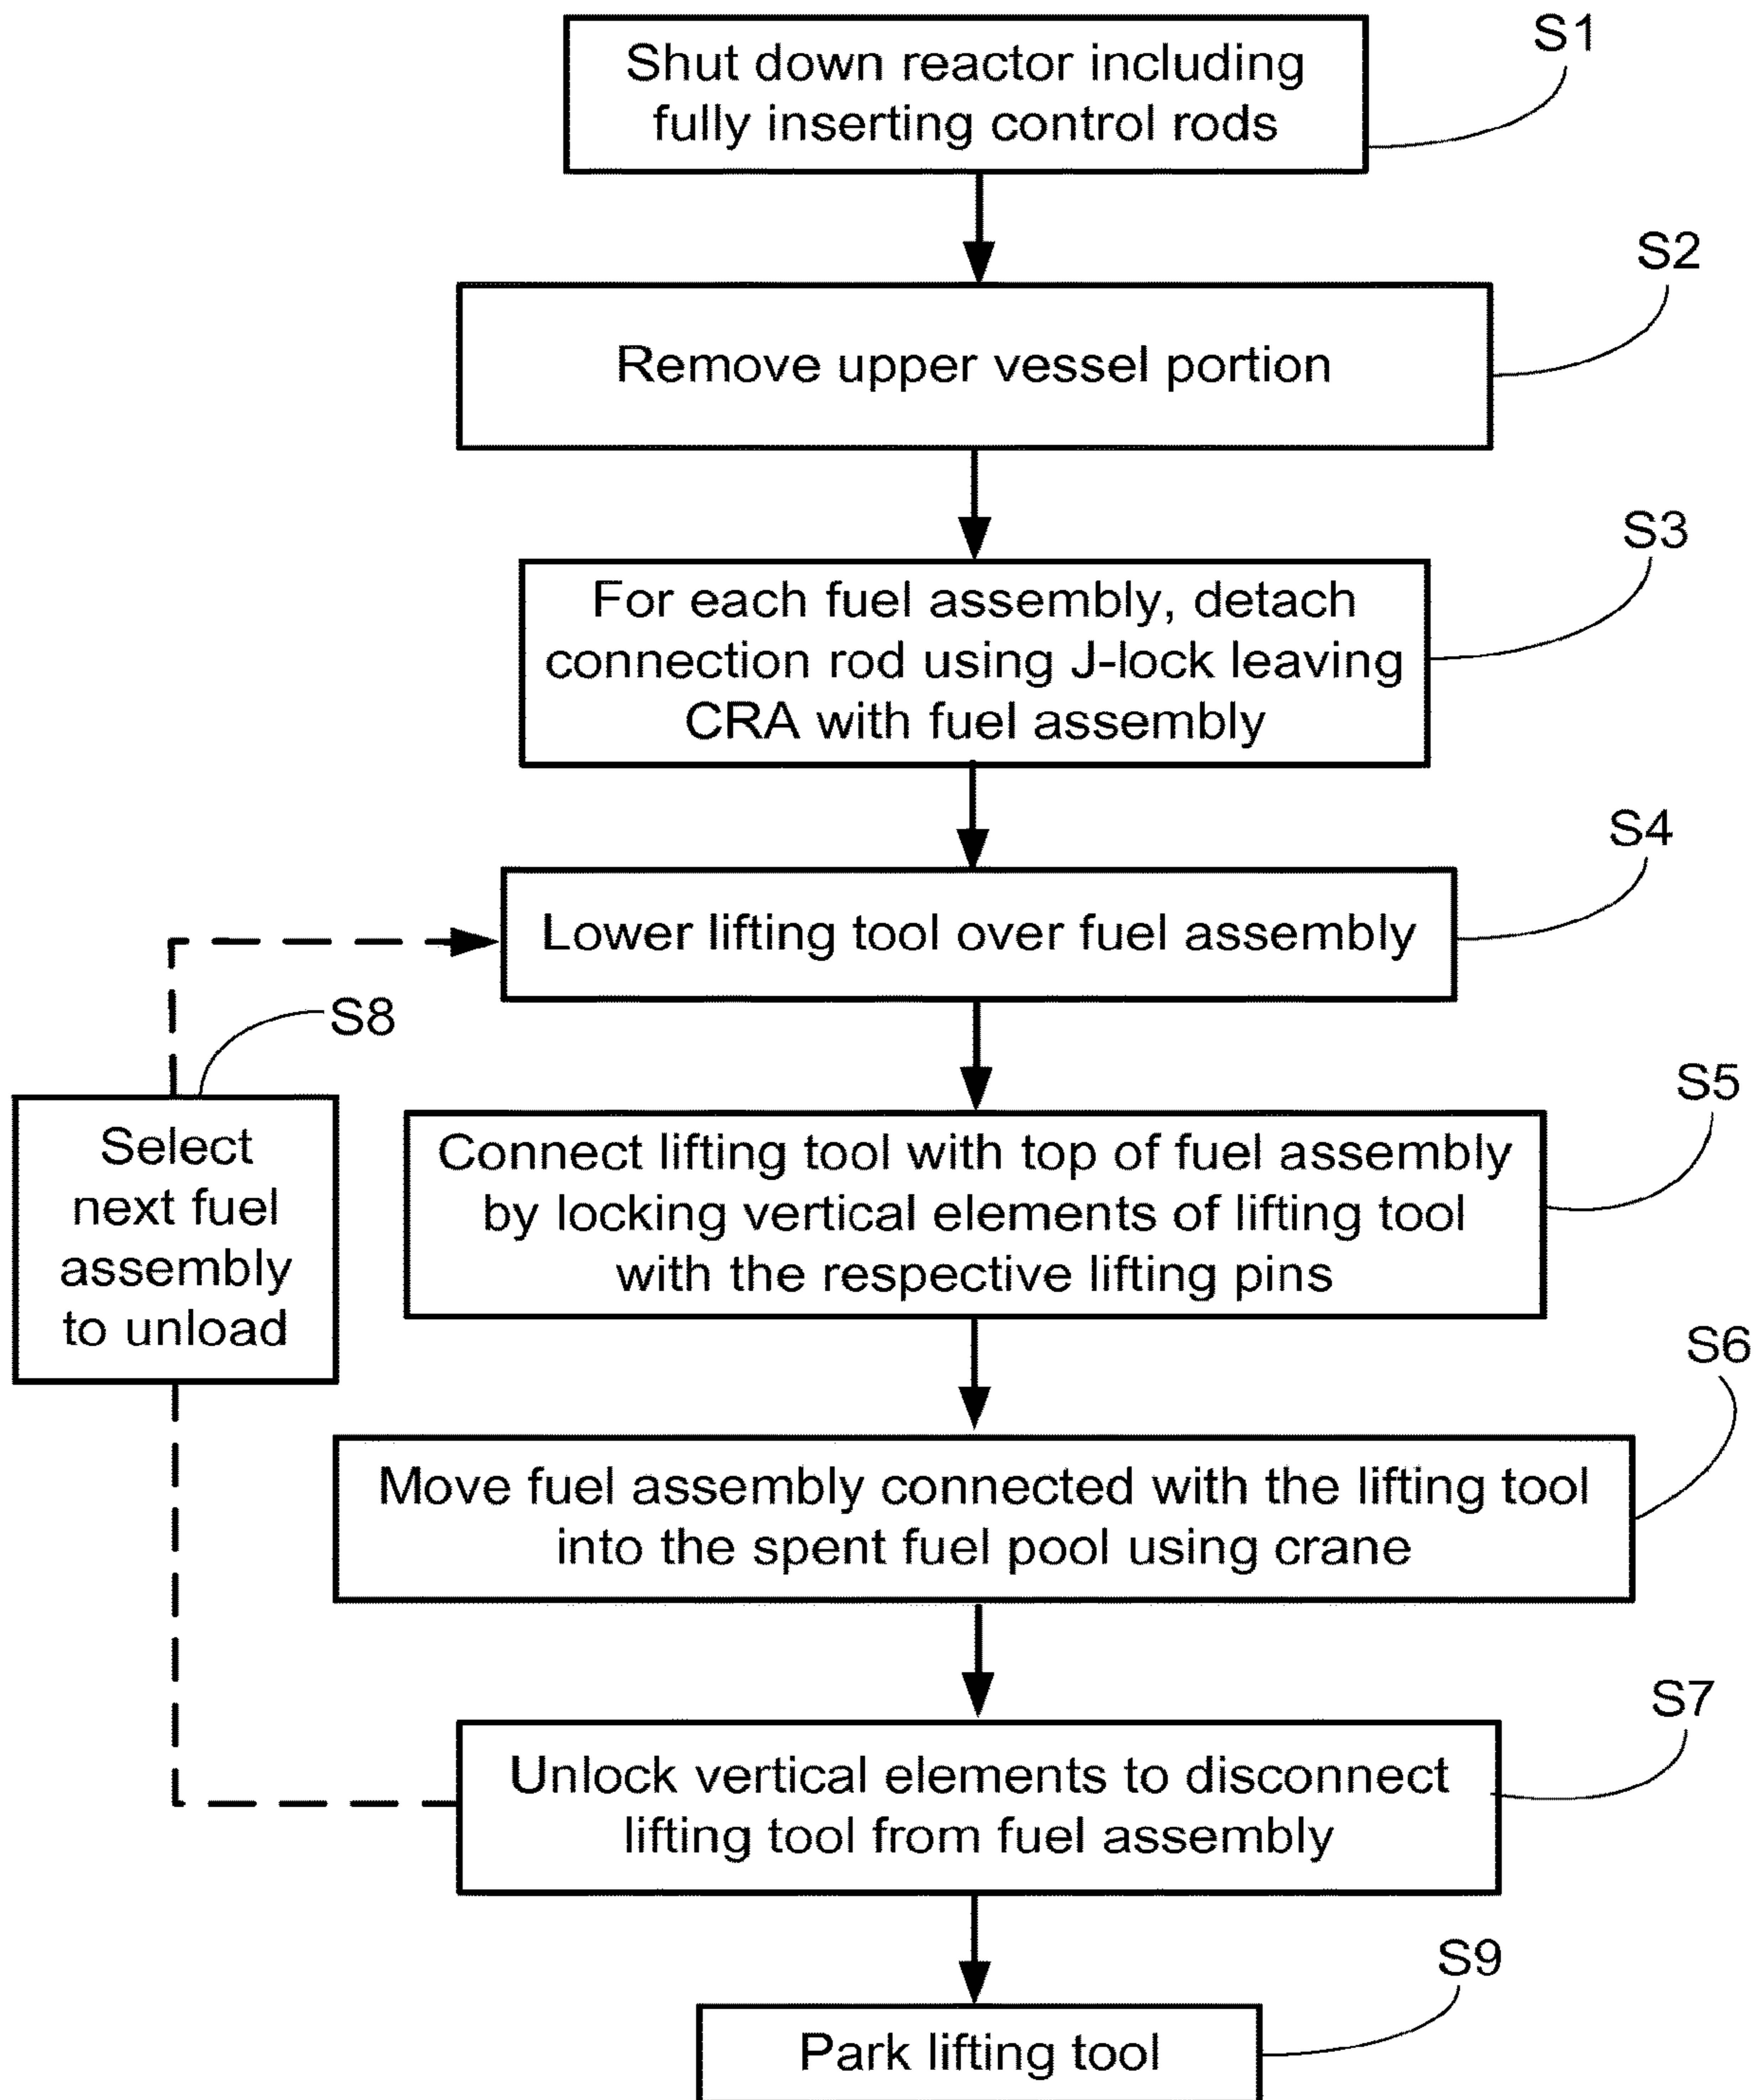 Shut down reactor including
fully inserting control rods
S1
Remove upper vessel portion
S2
For each fuel assembly, detach
connection rod using J-lock leaving
CRA with fuel assembly
S3
Lower lifting tool over fuel assembly
S4
Connect lifting tool with top of fuel assembly
by locking vertical elements of lifting tool
with the respective lifting pins
S5
Move fuel assembly connected with the lifting tool
into the spent fuel pool using crane
S6
Unlock vertical elements to disconnect
lifting tool from fuel assembly
S7
Select
next fuel
assembly
to unload
S8
Park lifting tool
S9